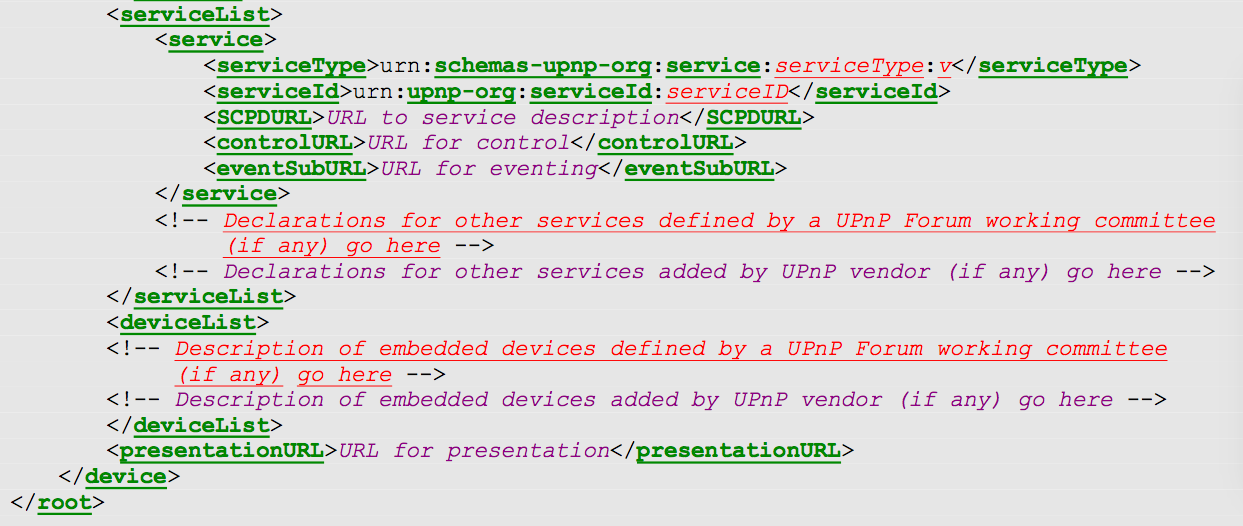 <serviceList>
<service>
<serviceType>urn:schemas-upnp-org:service:serviceType:v</serviceType>
<serviceId>urn:upnp-org:serviceId:serviceID</serviceId>
<SCPDURL>URL to service description</SCPDURL>
<controlURL>URL for control</controlURL>
<eventSubURL>URL for eventing</eventSubURL>
</service>
<!-- Declarations for other services defined by a UPnP Forum working committee
(if any) go here -->
<!-- Declarations for other services added by UPnP vendor (if any) go here -->
</serviceList>
<deviceList>
<!-- Description of embedded devices defined by a UPnP Forum working committee
(if any) go here -->
<!-- Description of embedded devices added by UPnP vendor (if any) go here -->
</deviceList>
<presentationURL>URL for presentation</presentationURL>
</device>
</root>